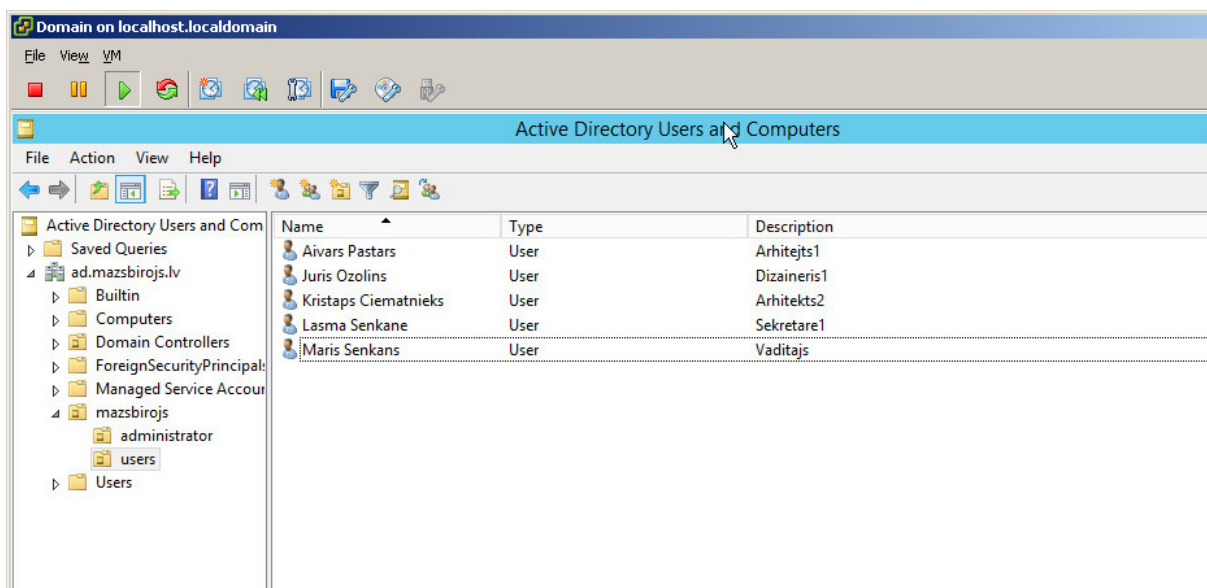 Domain on localhost.localdomain
File View VM
Active Directory Users and Computers
File Action View Help
Active Directory Users and Com
Saved Queries
ad.mazsbirojs.lv
Builtin
Computers
Domain Controllers
ForeignSecurityPrincipals
Managed Service Accour
mazsbirojs
administrator
users
Users
Name Type Description
Aivars Pastars User Arhitejts1
Juris Ozolins User Dizaineris1
Kristaps Ciematnieks User Arhitekts2
Lasma Senkane User Sekretare1
Maris Senkans User Vaditajs